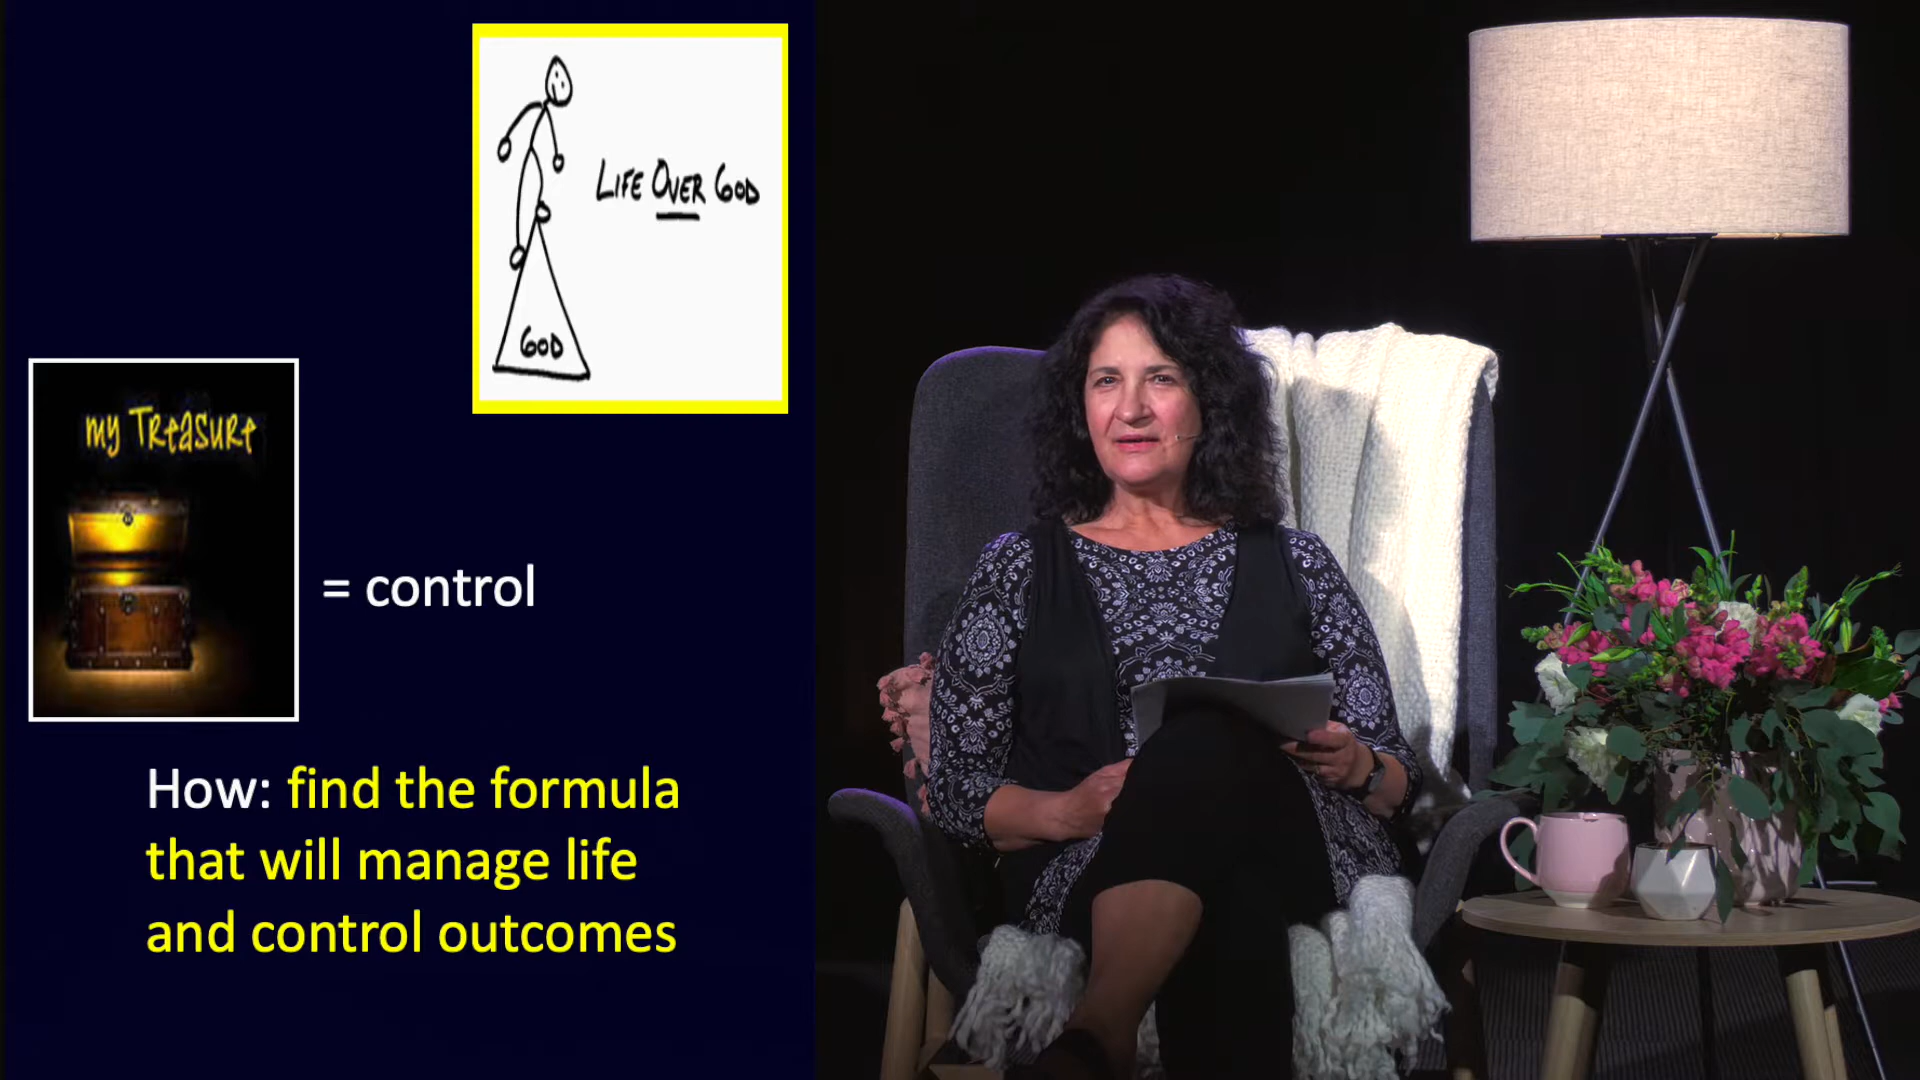 LIFE OVER GOD
GOD
my Treasure
= control
How: find the formula
that will manage life
and control outcomes